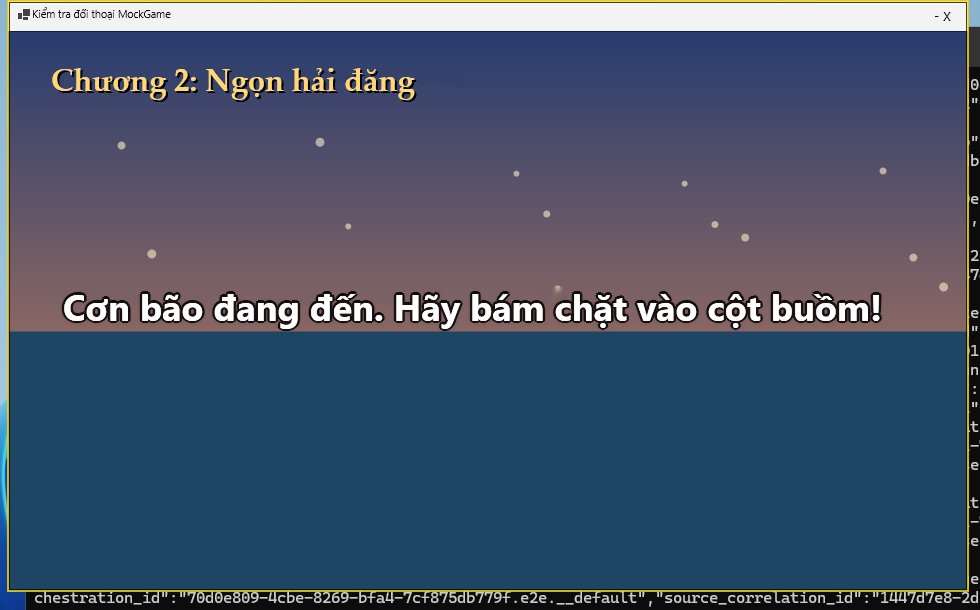 Kiểm tra đối thoại MockGame
- X
Chương 2: Ngọn hải đăng
Cơn bão đang đến. Hãy bám chặt vào cột buồm!
chestration_id":"70d0e809-4cbe-8269-bfa4-7cf875db779f.e2e.__default","source_correlation_id":"1447d7e8-2d